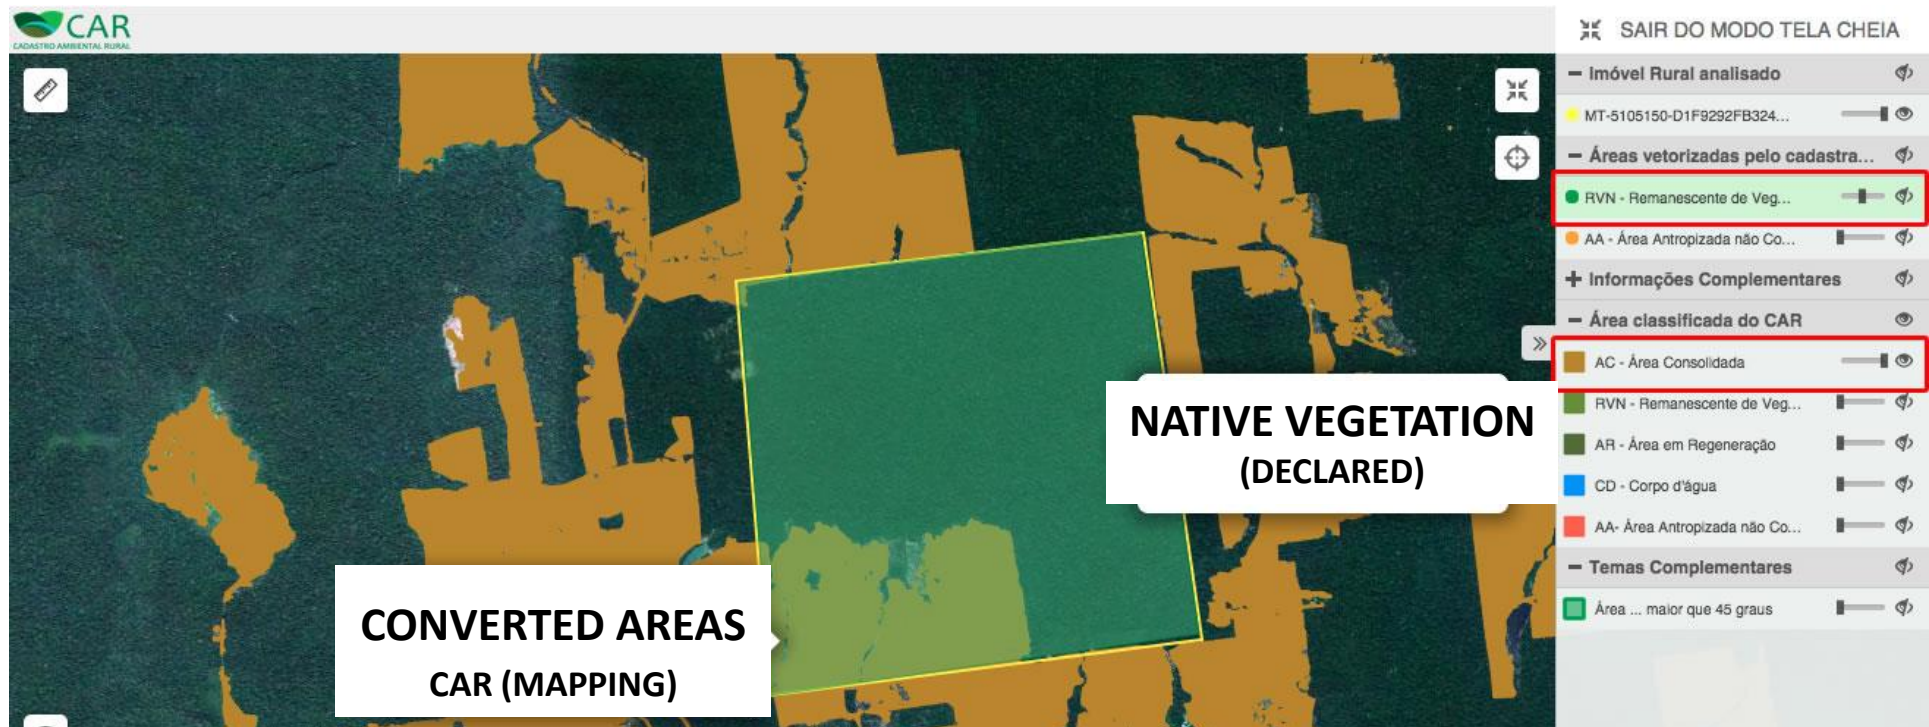 CAR
CADASTRO AMBIENTAL RURAL
SAIR DO MODO TELA CHEIA
Imóvel Rural analisado
MT-5105150-D1F9292FB324...
Áreas vetorizadas pelo cadastra...
RVN - Remanescente de Veg...
AA - Área Antropizada não Co...
Informações Complementares
Área classificada do CAR
AC - Área Consolidada
RVN - Remanescente de Veg...
AR - Área em Regeneração
CD - Corpo d'água
AA- Área Antropizada não Co...
Temas Complementares
Área ... maior que 45 graus
NATIVE VEGETATION
(DECLARED)
CONVERTED AREAS
CAR (MAPPING)